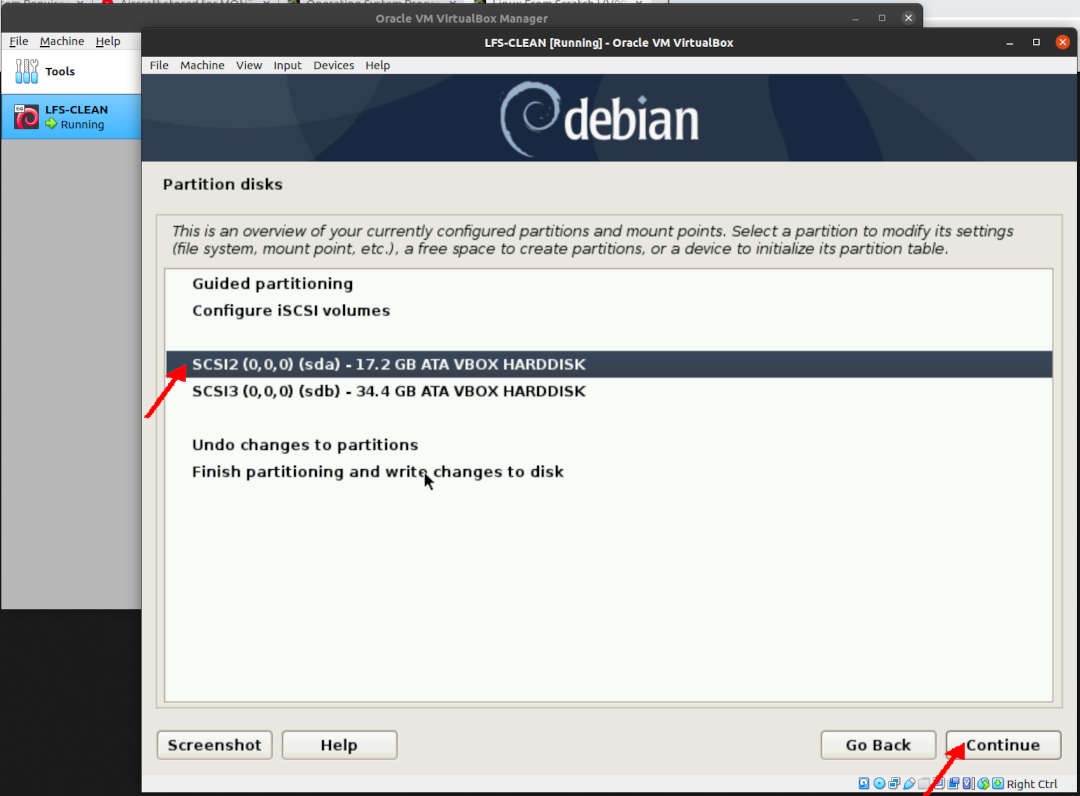 Oracle VM VirtualBox Manager
LFS-CLEAN [Running] - Oracle VM VirtualBox
File Machine Help
File Machine View Input Devices Help
Tools
LFS-CLEAN
Running
debian
Partition disks
This is an overview of your currently configured partitions and mount points. Select a partition to modify its settings
(file system, mount point, etc.), a free space to create partitions, or a device to initialize its partition table.
Guided partitioning
Configure iSCSI volumes
SCSI2 (0,0,0) (sda) - 17.2 GB ATA VBOX HARDDISK
SCSI3 (0,0,0) (sdb) - 34.4 GB ATA VBOX HARDDISK
Undo changes to partitions
Finish partitioning and write changes to disk
Screenshot Help Go Back Continue
Right Ctrl